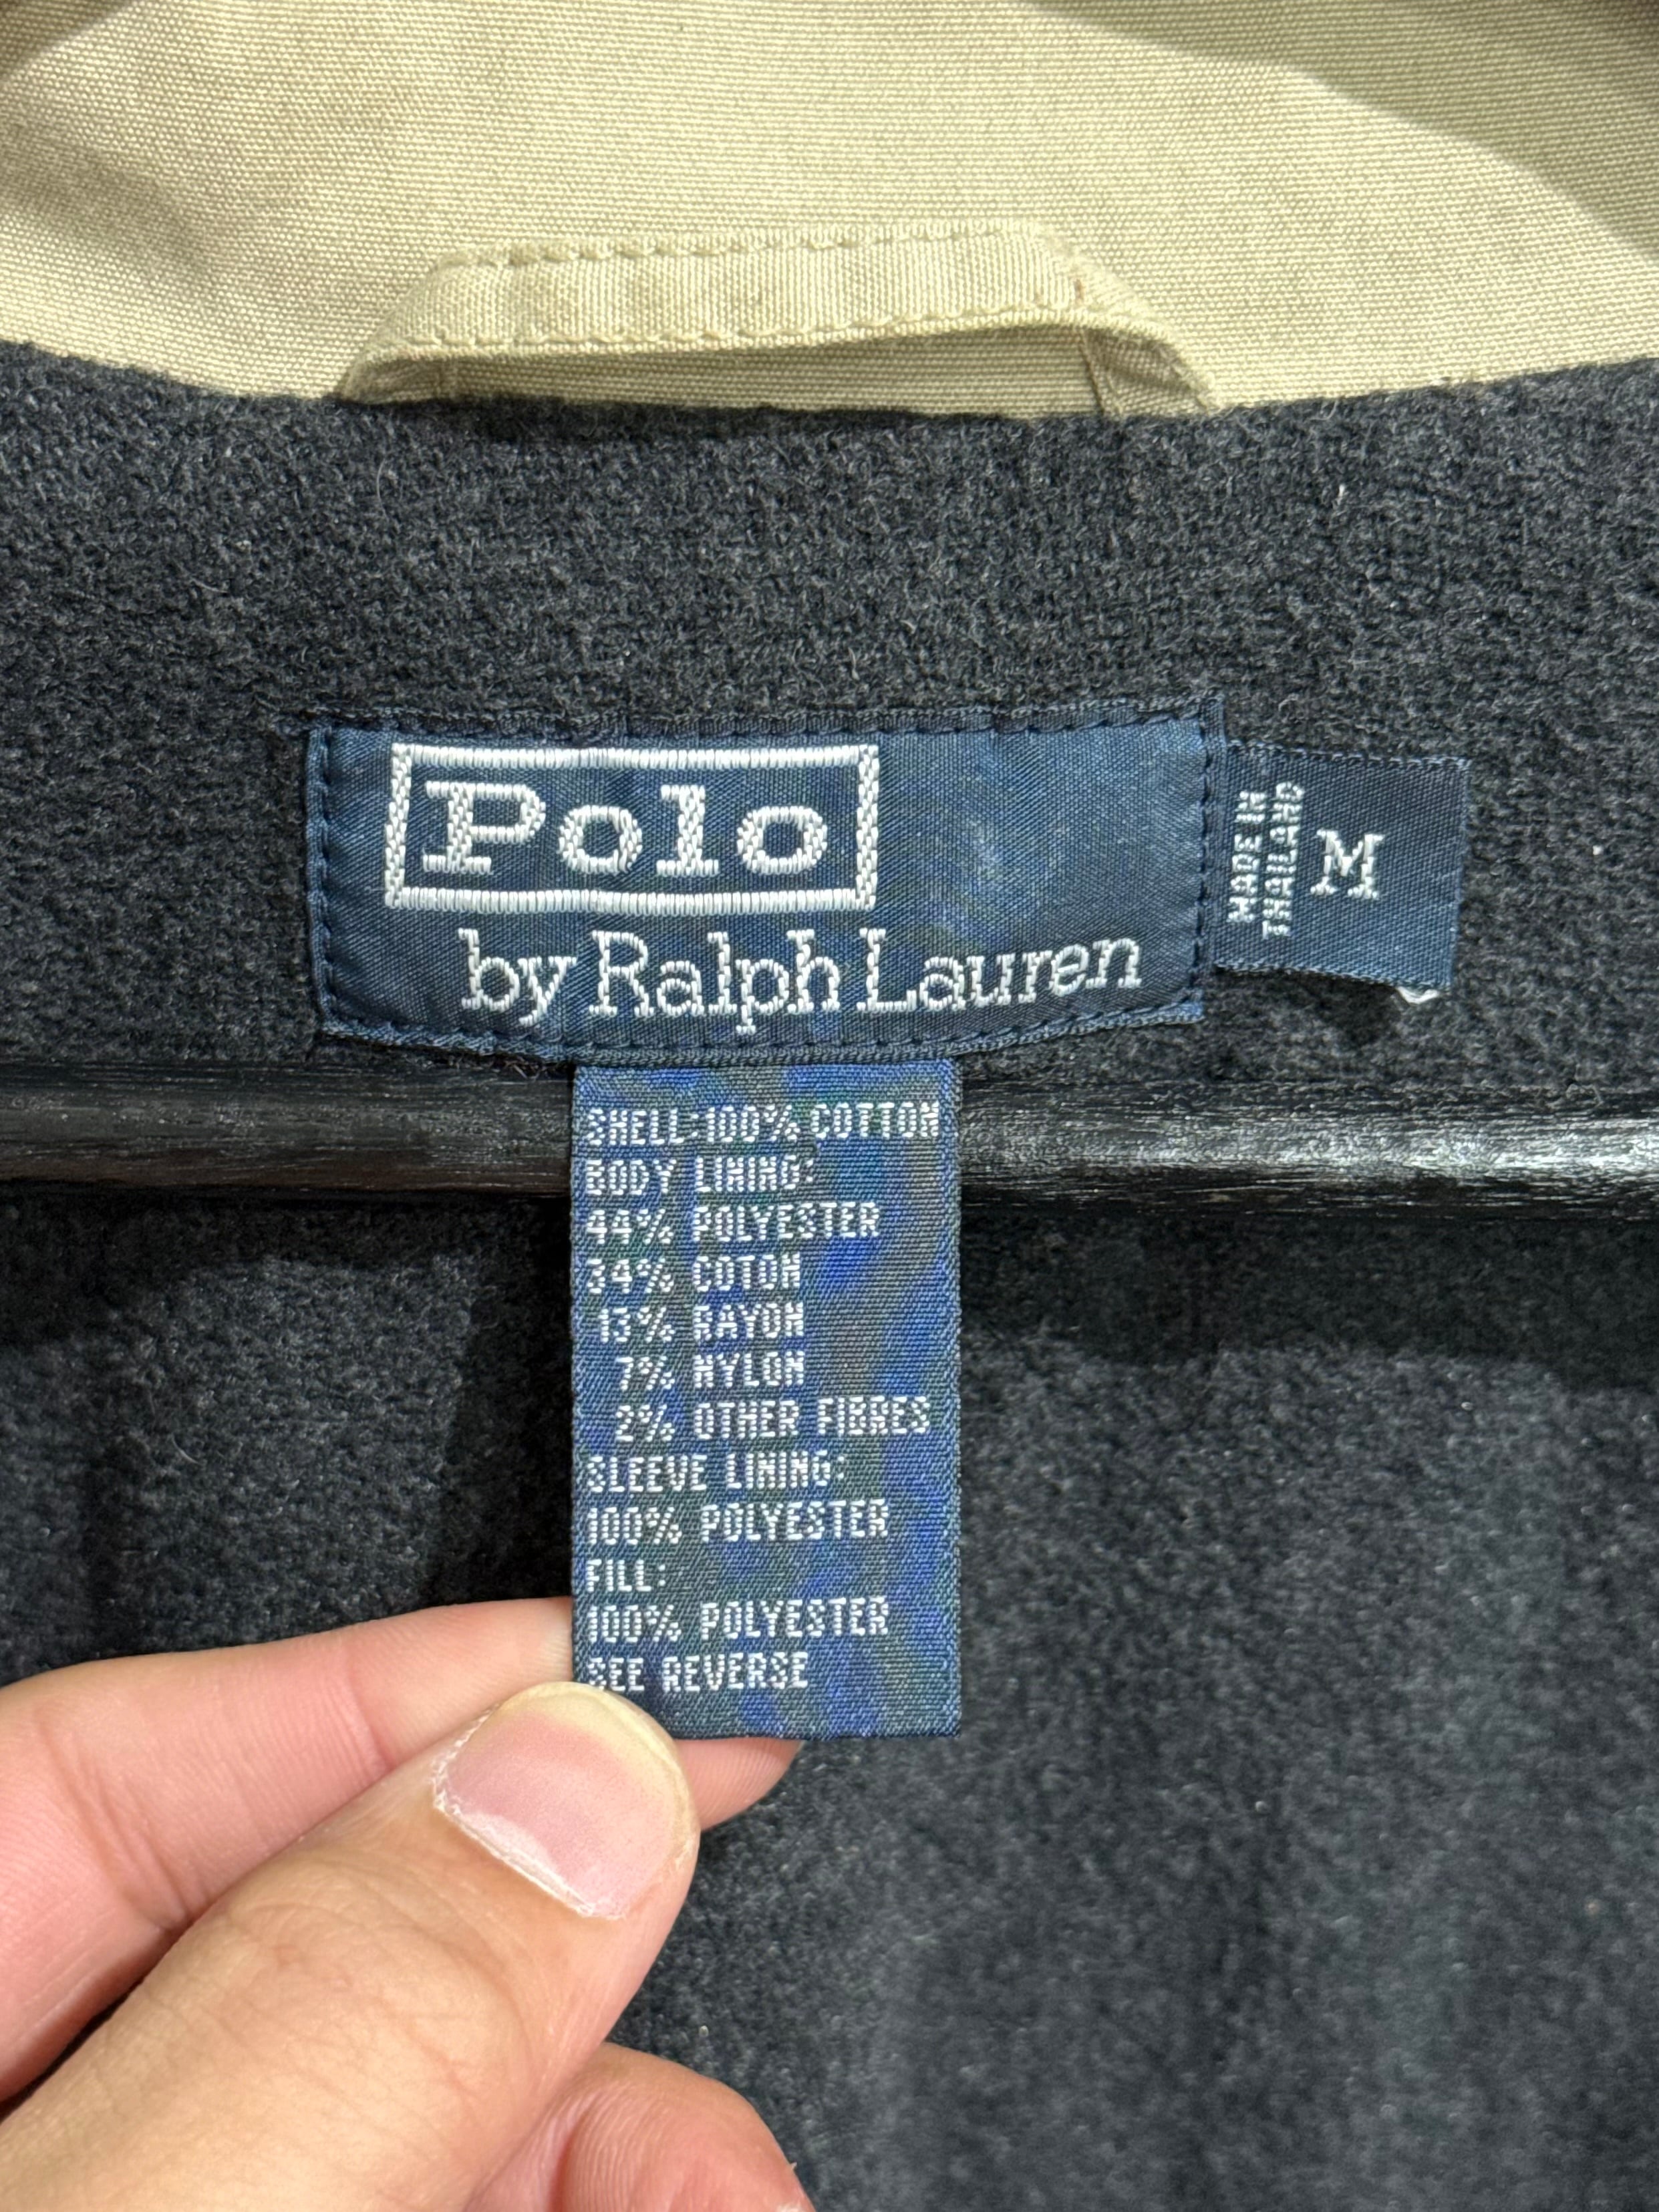 Polo
by Ralph Lauren
MADE IN
THAILAND
M
SHELL:100% COTTON
BODY LINING:
44% POLYESTER
34% COTON
13% RAYON
7% NYLON
2% OTHER FIBRES
SLEEVE LINING:
100% POLYESTER
FILL:
100% POLYESTER
SEE REVERSE